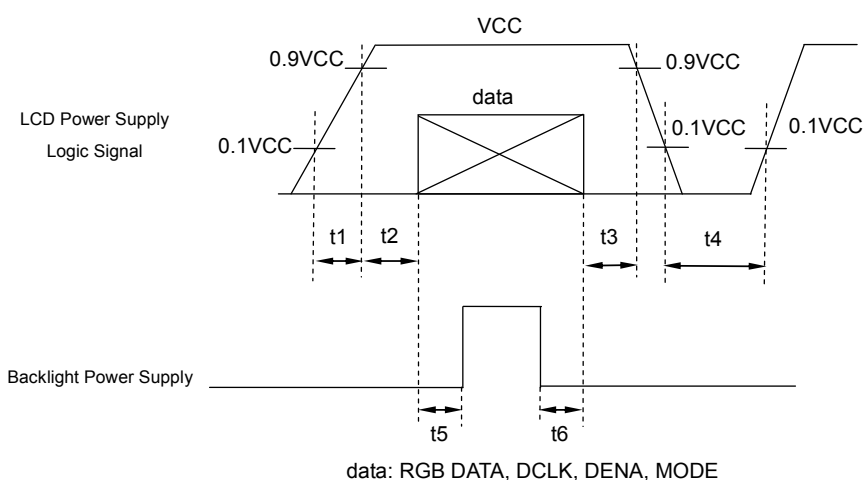 VCC
0.9VCC
0.9VCC
data
LCD Power Supply
Logic Signal
0.1VCC
0.1VCC
0.1VCC
t1
t2
t3
t4
Backlight Power Supply
t5
t6
data: RGB DATA, DCLK, DENA, MODE